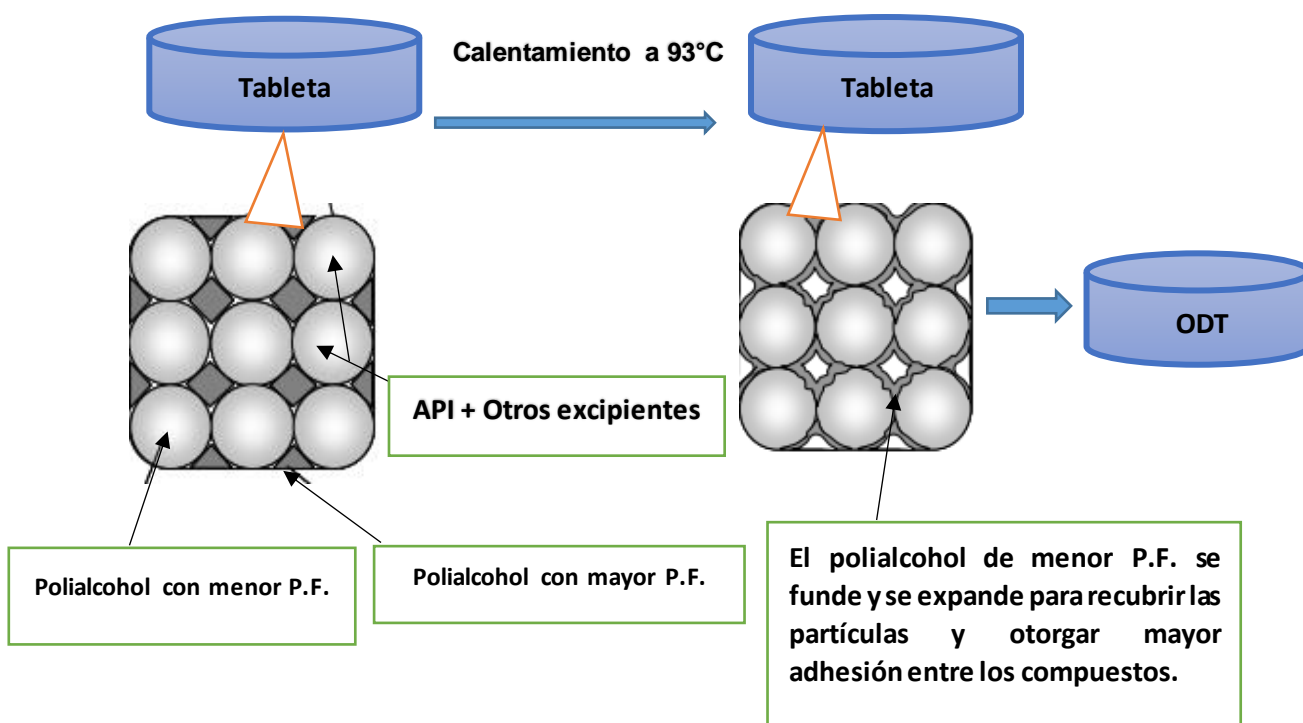 Calentamiento a 93°C
Tableta
Tableta
ODT
API + Otros excipientes
Polialcohol con menor P.F.
Polialcohol con mayor P.F.
El polialcohol de menor P.F. se
funde y se expande para recubrir las
partículas y otorgar mayor
adhesión entre los compuestos.